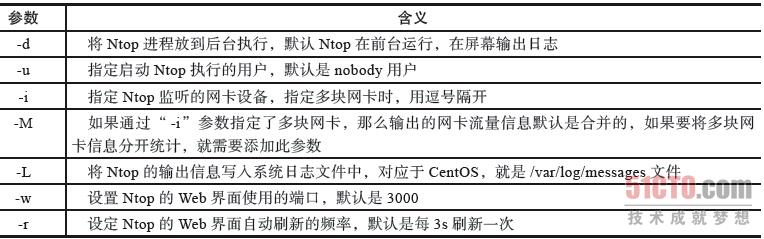 参数 含义
-d 将 Ntop 进程放到后台执行，默认 Ntop 在前台运行，在屏幕输出日志
-u 指定启动 Ntop 执行的用户，默认是 nobody 用户
-i 指定 Ntop 监听的网卡设备，指定多块网卡时，用逗号隔开
-M 如果通过“ -i”参数指定了多块网卡，那么输出的网卡流量信息默认是合并的，如果要将多块网
卡信息分开统计，就需要添加此参数
-L 将 Ntop 的输出信息写入系统日志文件中，对应于 CentOS，就是 /var/log/messages 文件
-w 设置 Ntop 的 Web 界面使用的端口，默认是 3000
-r 设定 Ntop 的 Web 界面自动刷新的频率，默认是每 3s 刷新一次
51CTO.com
技术成就梦想